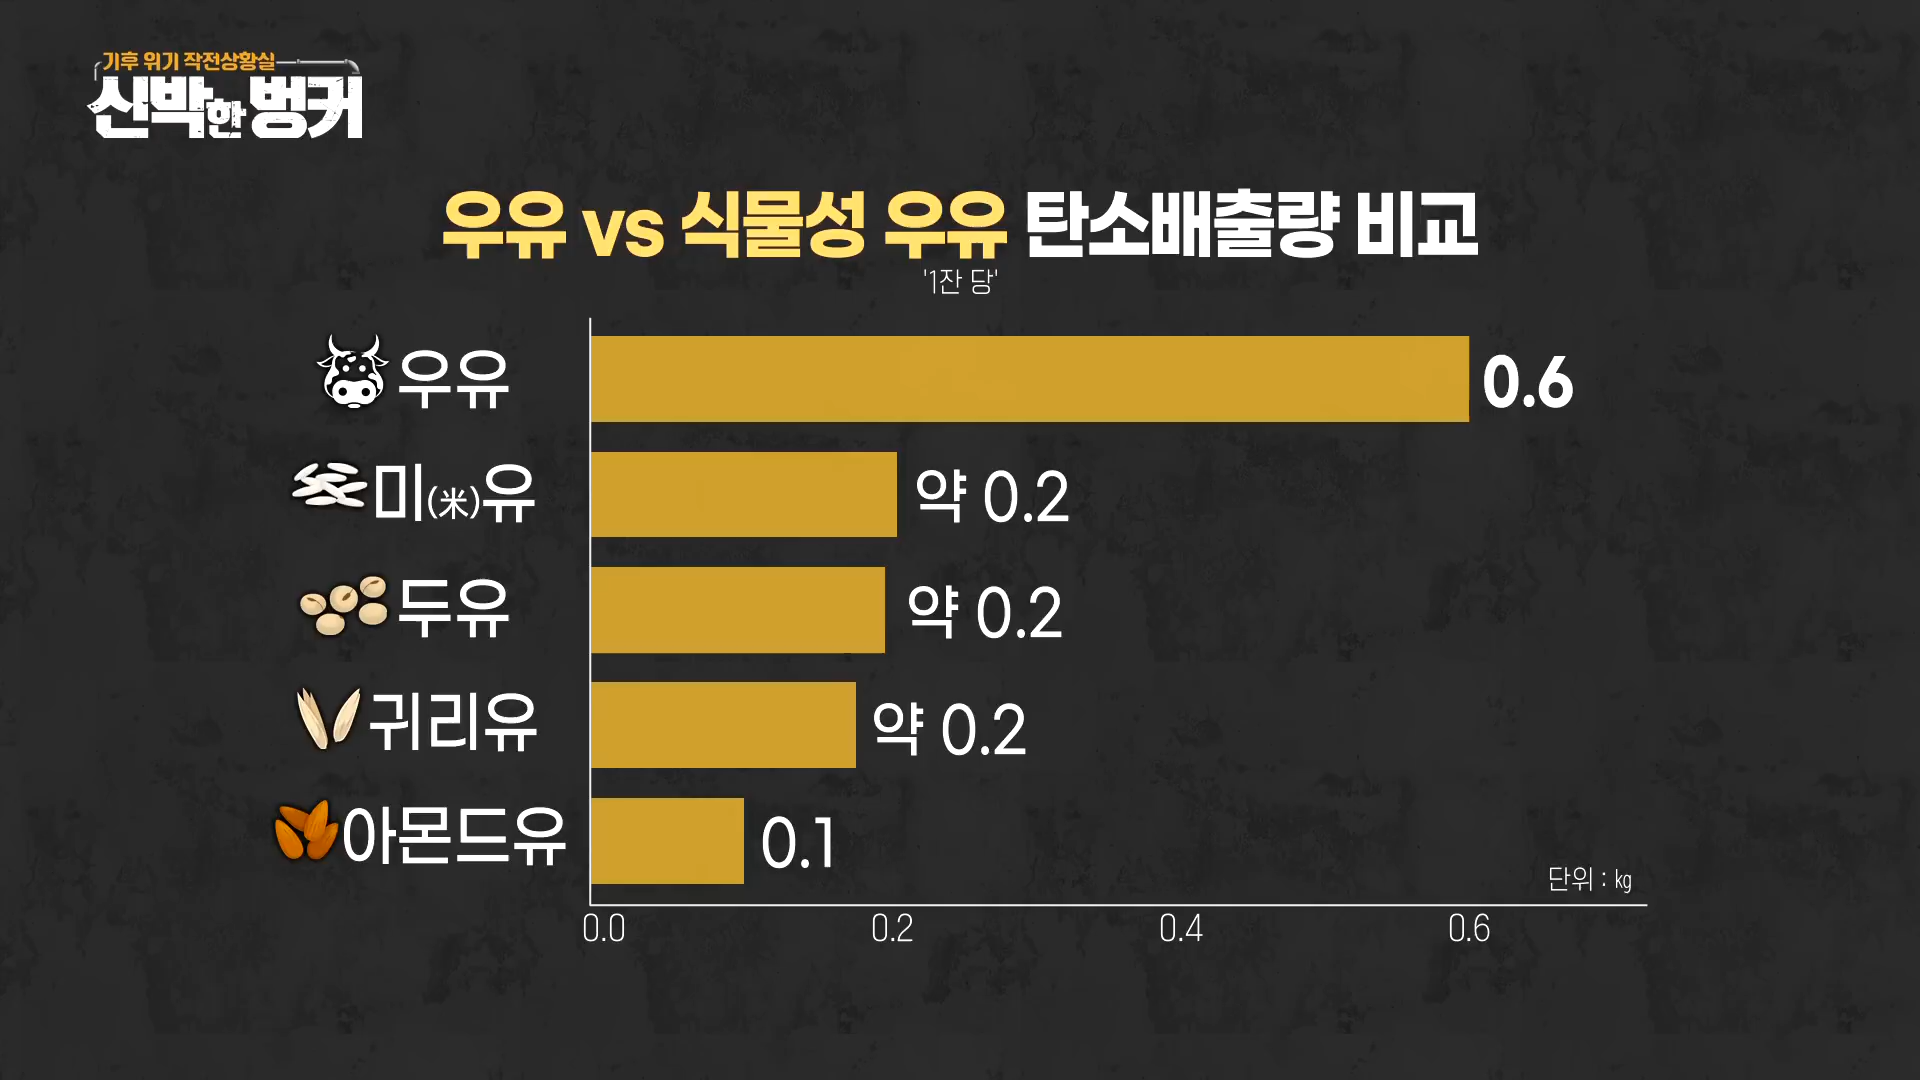 기후 위기 작전상황실
신박한 벙커
우유 vs 식물성 우유 탄소배출량 비교
'1잔 당'
우유 0.6
미(米)유 약 0.2
두유 약 0.2
귀리유 약 0.2
아몬드유 0.1
단위 : kg
0.0 0.2 0.4 0.6